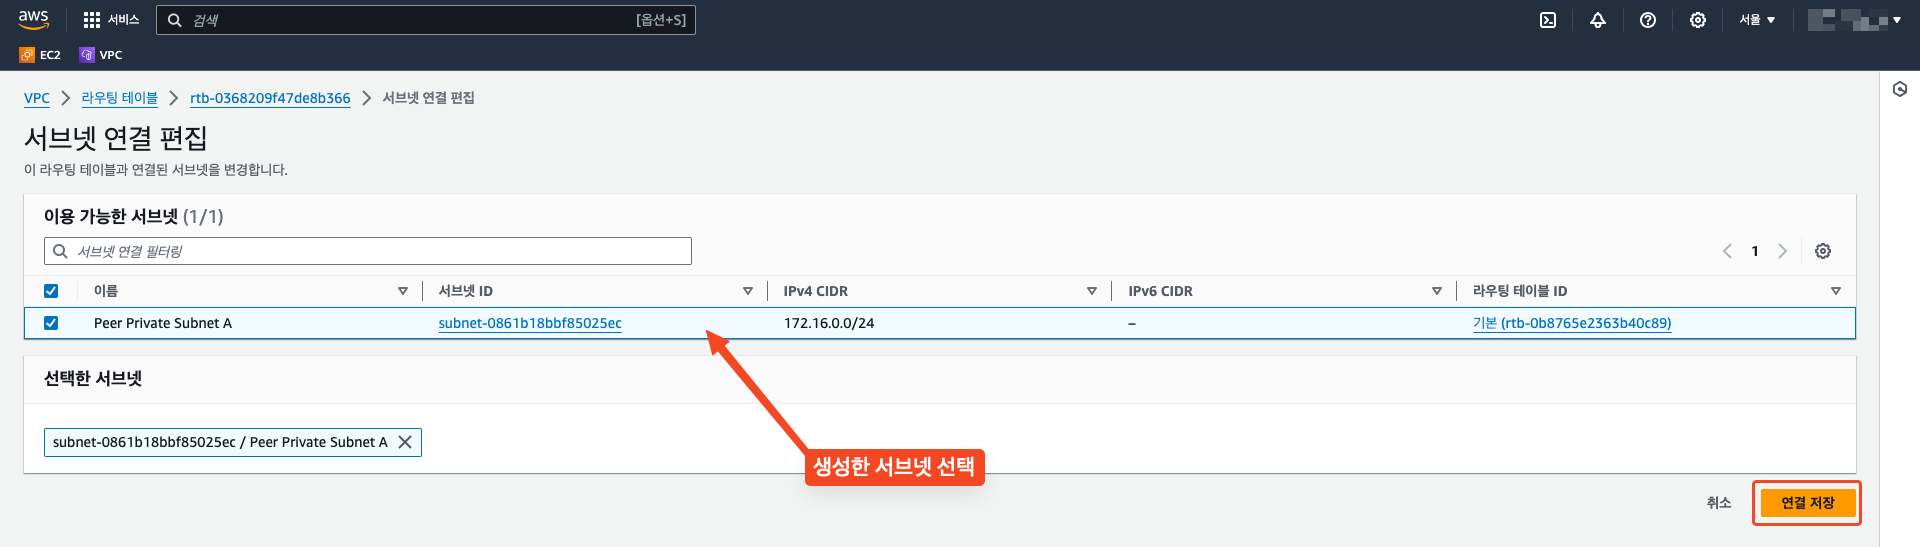 aws 서비스 검색 [옵션+S] 서울
EC2 VPC
VPC 라우팅 테이블 rtb-0368209f47de8b366 서브넷 연결 편집
서브넷 연결 편집
이 라우팅 테이블과 연결된 서브넷을 변경합니다.
이용 가능한 서브넷 (1/1)
서브넷 연결 필터링 1
이름 서브넷 ID IPv4 CIDR IPv6 CIDR 라우팅 테이블 ID
Peer Private Subnet A subnet-0861b18bbf85025ec 172.16.0.0/24 – 기본 (rtb-0b8765e2363b40c89)
선택한 서브넷
subnet-0861b18bbf85025ec / Peer Private Subnet A
생성한 서브넷 선택
취소 연결 저장